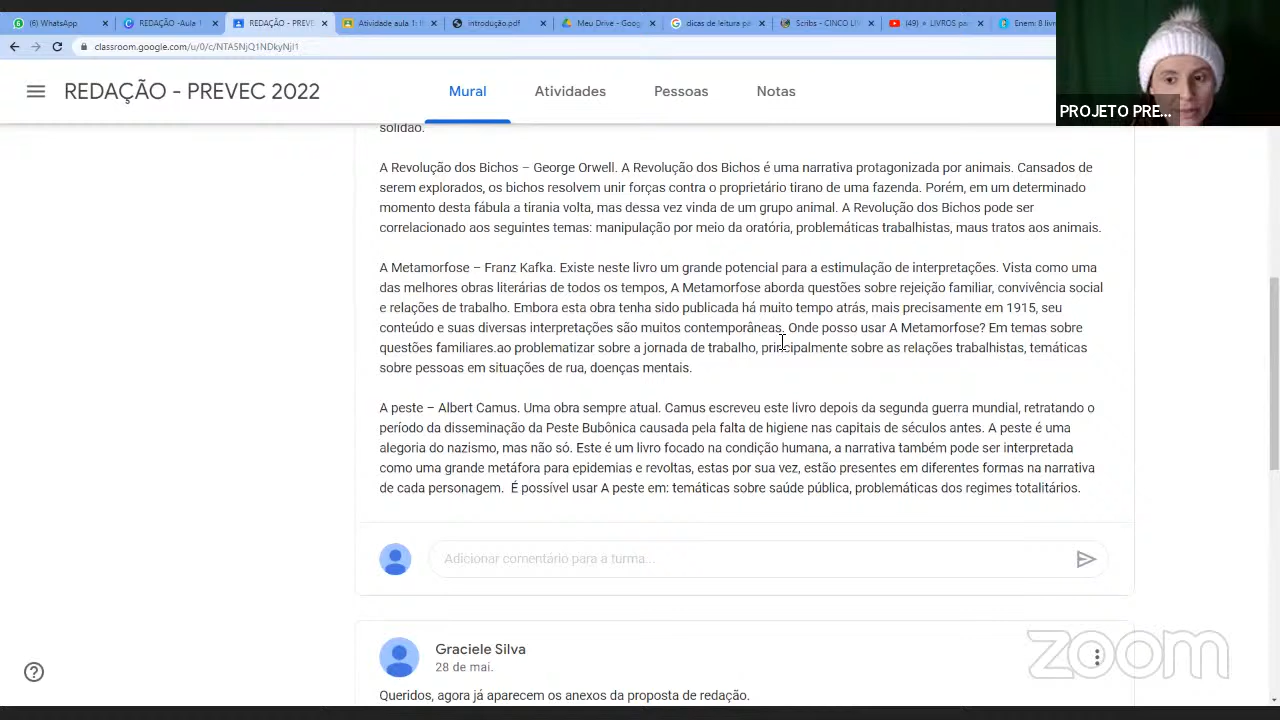 (6) WhatsApp
REDAÇÃO -Aula 1
REDAÇÃO - PREVEC 2022
Atividade aula 1: t
introdução.pdf
Meu Drive - Goog
dicas de leitura pa
Scribs - CINCO LI
(49) + LIVROS pa
Enem: 8 livr
classroom.google.com/u/0/c/NTA5NjQ1NDkyNjI1
PROJETO PRE...
REDAÇÃO - PREVEC 2022
Mural
Atividades
Pessoas
Notas
solidão.
A Revolução dos Bichos – George Orwell. A Revolução dos Bichos é uma narrativa protagonizada por animais. Cansados de
serem explorados, os bichos resolvem unir forças contra o proprietário tirano de uma fazenda. Porém, em um determinado
momento desta fábula a tirania volta, mas dessa vez vinda de um grupo animal. A Revolução dos Bichos pode ser
correlacionado aos seguintes temas: manipulação por meio da oratória, problemáticas trabalhistas, maus tratos aos animais.
A Metamorfose – Franz Kafka. Existe neste livro um grande potencial para a estimulação de interpretações. Vista como uma
das melhores obras literárias de todos os tempos, A Metamorfose aborda questões sobre rejeição familiar, convivência social
e relações de trabalho. Embora esta obra tenha sido publicada há muito tempo atrás, mais precisamente em 1915, seu
conteúdo e suas diversas interpretações são muitos contemporâneas. Onde posso usar A Metamorfose? Em temas sobre
questões familiares.ao problematizar sobre a jornada de trabalho, principalmente sobre as relações trabalhistas, temáticas
sobre pessoas em situações de rua, doenças mentais.
A peste – Albert Camus. Uma obra sempre atual. Camus escreveu este livro depois da segunda guerra mundial, retratando o
período da disseminação da Peste Bubônica causada pela falta de higiene nas capitais de séculos antes. A peste é uma
alegoria do nazismo, mas não só. Este é um livro focado na condição humana, a narrativa também pode ser interpretada
como uma grande metáfora para epidemias e revoltas, estas por sua vez, estão presentes em diferentes formas na narrativa
de cada personagem.  É possível usar A peste em: temáticas sobre saúde pública, problemáticas dos regimes totalitários.
Adicionar comentário para a turma...
Graciele Silva
28 de mai.
Queridos, agora já aparecem os anexos da proposta de redação.
zoom